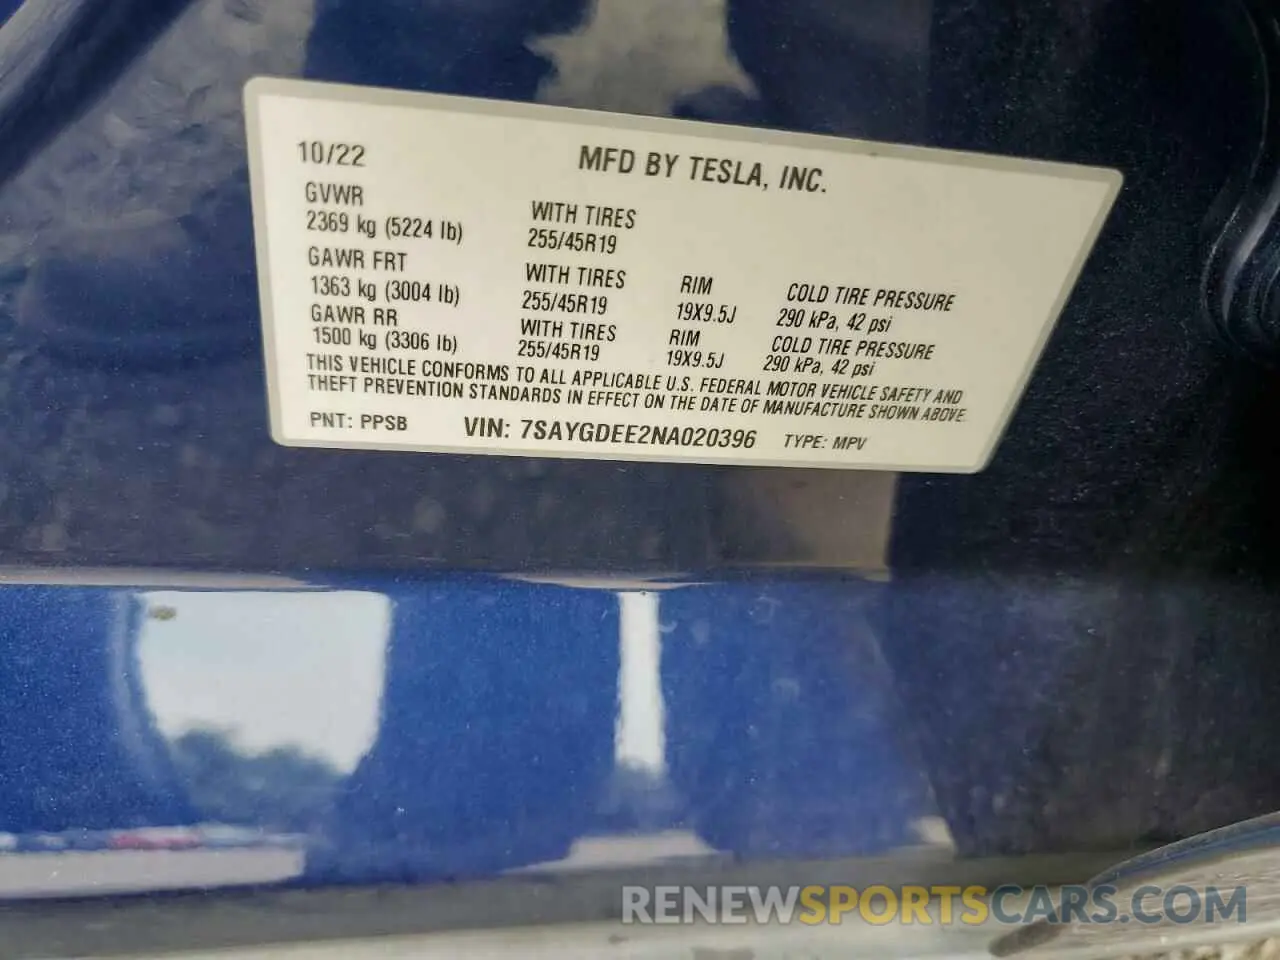 10/22 MFD BY TESLA, INC.
GVWR
2369 kg (5224 lb) WITH TIRES
255/45R19
GAWR FRT
1363 kg (3004 lb) WITH TIRES
255/45R19 RIM
19X9.5J COLD TIRE PRESSURE
290 kPa, 42 psi
GAWR RR
1500 kg (3306 lb) WITH TIRES
255/45R19 RIM
19X9.5J COLD TIRE PRESSURE
290 kPa, 42 psi
THIS VEHICLE CONFORMS TO ALL APPLICABLE U.S. FEDERAL MOTOR VEHICLE SAFETY AND
THEFT PREVENTION STANDARDS IN EFFECT ON THE DATE OF MANUFACTURE SHOWN ABOVE.
PNT: PPSB VIN: 7SAYGDEE2NA020396 TYPE: MPV
RENEWSPORTSCARS.COM